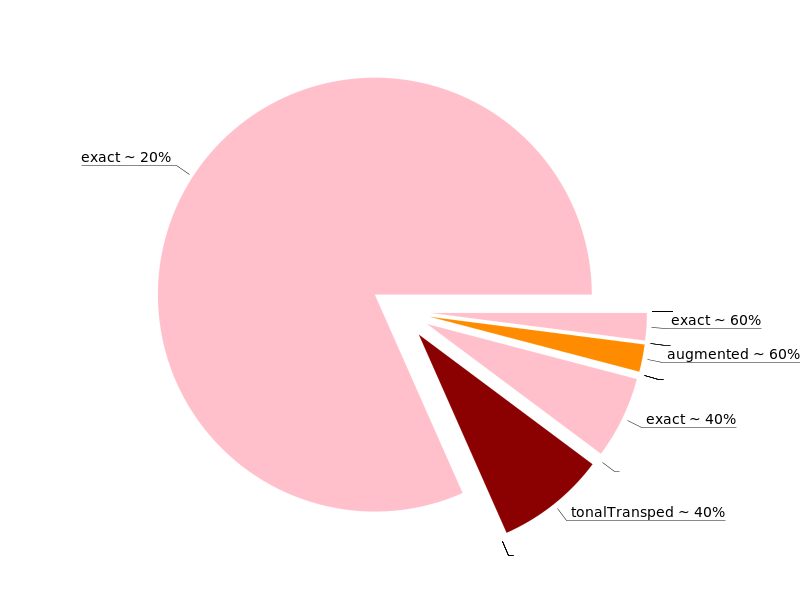 exact ~ 20%
exact ~ 60%
augmented ~ 60%
exact ~ 40%
tonalTransped ~ 40%